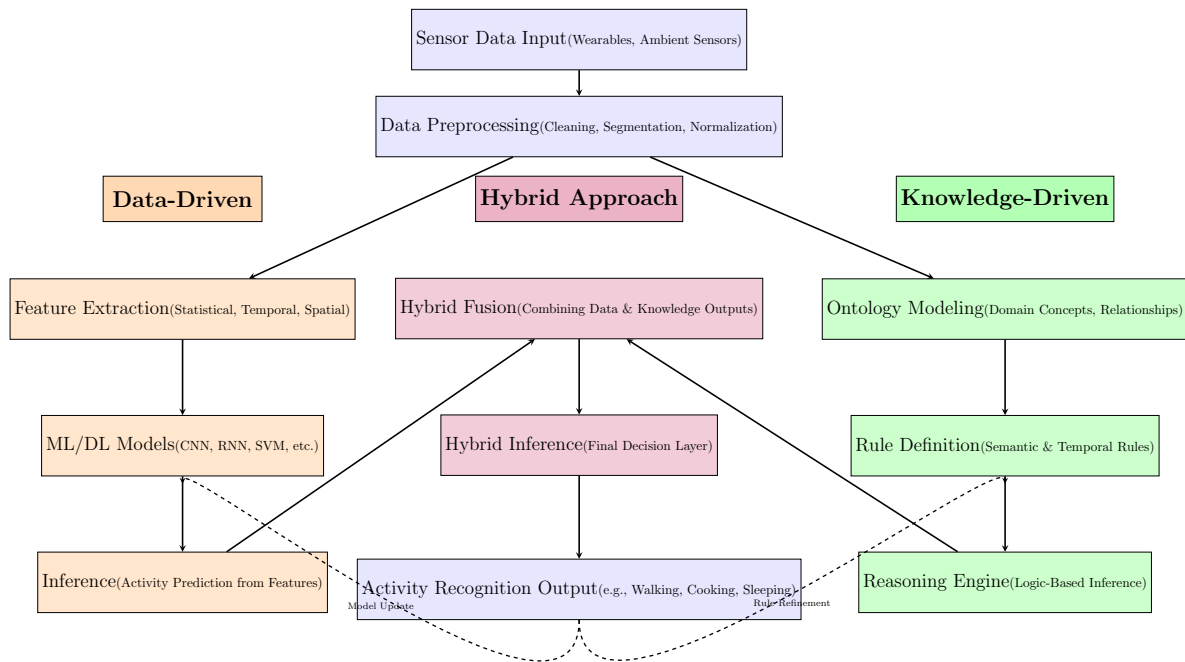 Sensor Data Input(Wearables, Ambient Sensors)
Data Preprocessing(Cleaning, Segmentation, Normalization)
Data-Driven
Hybrid Approach
Knowledge-Driven
Feature Extraction(Statistical, Temporal, Spatial)
Hybrid Fusion(Combining Data & Knowledge Outputs)
Ontology Modeling(Domain Concepts, Relationships)
ML/DL Models(CNN, RNN, SVM, etc.)
Hybrid Inference(Final Decision Layer)
Rule Definition(Semantic & Temporal Rules)
Inference(Activity Prediction from Features)
Activity Recognition Output(e.g., Walking, Cooking, Sleeping)
Reasoning Engine(Logic-Based Inference)
Model Update
Rule Refinement